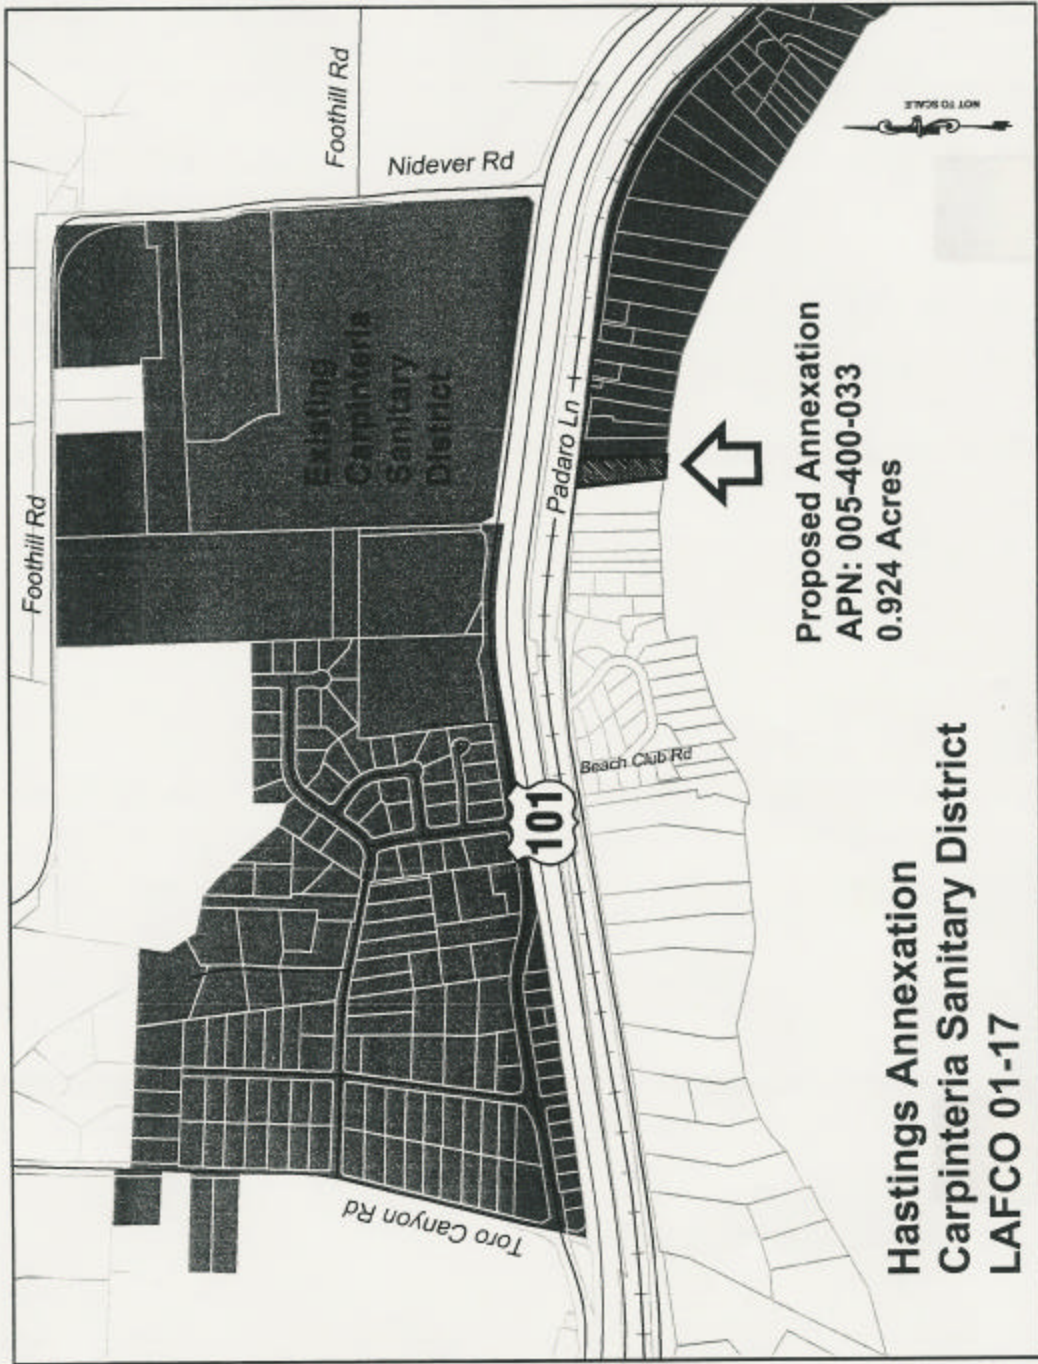 Foothill Rd
Foothill Rd
Nidever Rd
Existing
Carpinteria
Sanitary
District
Padaro Ln
101
Beach Club Rd
Toro Canyon Rd
NOT TO SCALE
Proposed Annexation
APN: 005-400-033
0.924 Acres
Hastings Annexation
Carpinteria Sanitary District
LAFCO 01-17